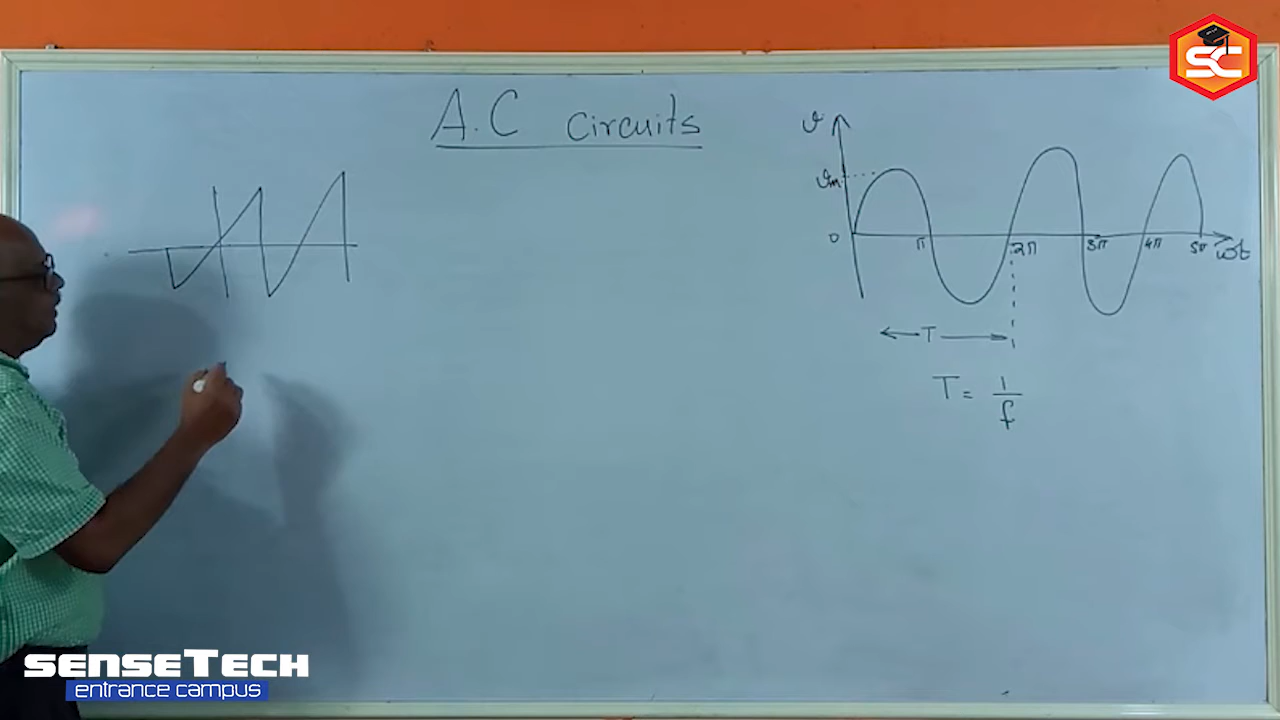 SC
A.C Circuits
v
vm
0
π
2π
3π
4π
5π
ωt
T
T = 1/f
SENSETECH
entrance campus